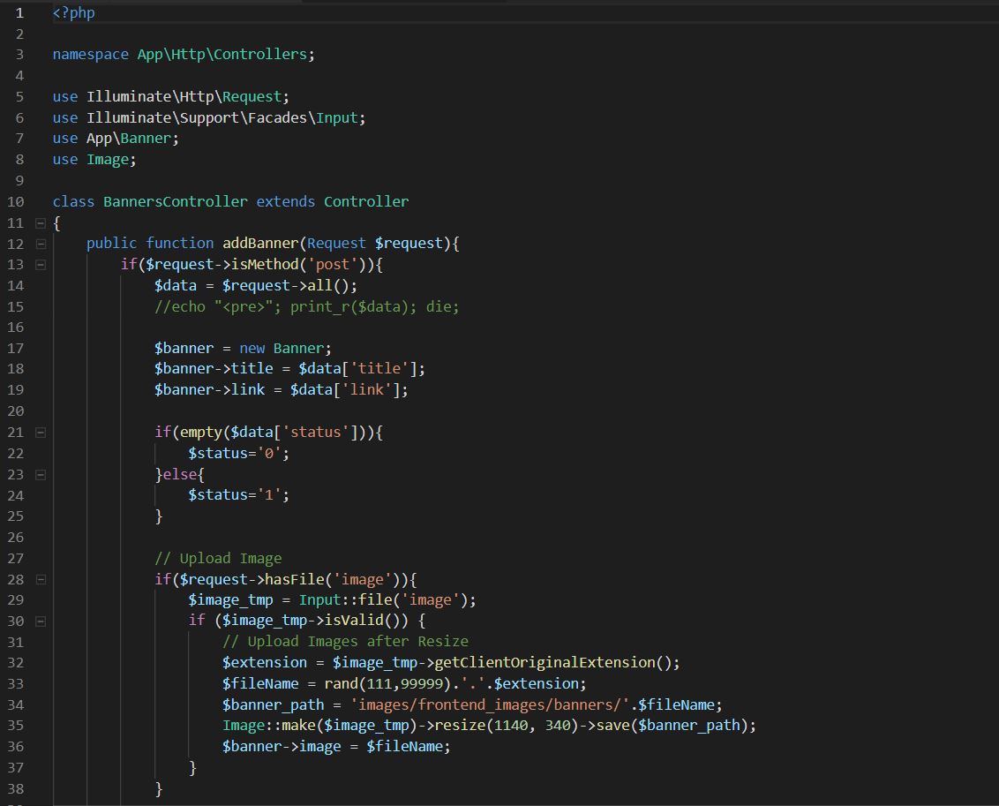 1 <?php
2
3 namespace App\Http\Controllers;
4
5 use Illuminate\Http\Request;
6 use Illuminate\Support\Facades\Input;
7 use App\Banner;
8 use Image;
9
10 class BannersController extends Controller
11 {
12     public function addBanner(Request $request){
13         if($request->isMethod('post')){
14             $data = $request->all();
15             //echo "<pre>"; print_r($data); die;
16
17             $banner = new Banner;
18             $banner->title = $data['title'];
19             $banner->link = $data['link'];
20
21             if(empty($data['status'])){
22                 $status='0';
23             }else{
24                 $status='1';
25             }
26
27             // Upload Image
28             if($request->hasFile('image')){
29                 $image_tmp = Input::file('image');
30                 if ($image_tmp->isValid()) {
31                     // Upload Images after Resize
32                     $extension = $image_tmp->getClientOriginalExtension();
33                     $fileName = rand(111,99999).'.'.$extension;
34                     $banner_path = 'images/frontend_images/banners/'.$fileName;
35                     Image::make($image_tmp)->resize(1140, 340)->save($banner_path);
36                     $banner->image = $fileName;
37                 }
38             }